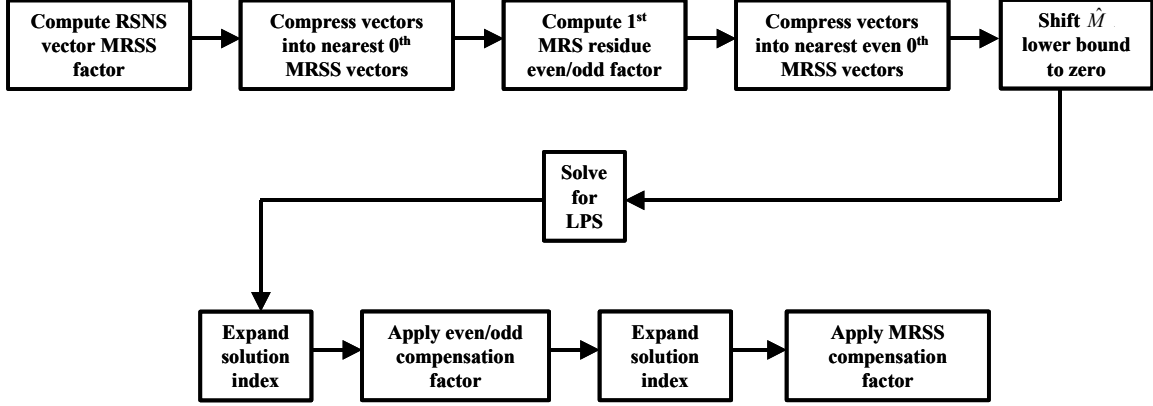 Compute RSNS
vector MRSS
factor
Compress vectors
into nearest 0th
MRSS vectors
Compute 1st
MRS residue
even/odd factor
Compress vectors
into nearest even 0th
MRSS vectors
Shift M̂
lower bound
to zero
Solve
for
LPS
Expand
solution
index
Apply even/odd
compensation
factor
Expand
solution
index
Apply MRSS
compensation
factor